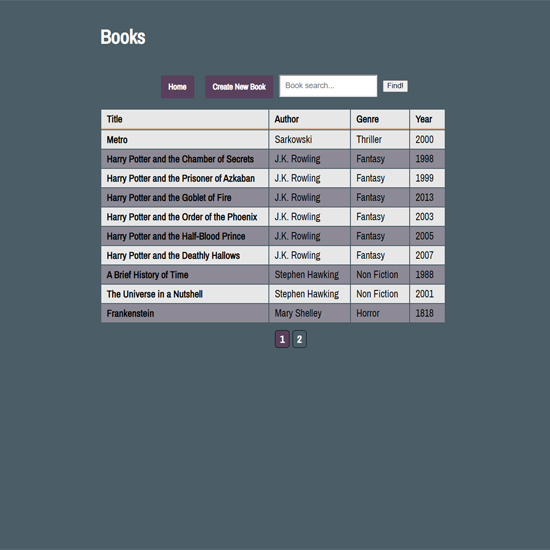 Books
Home Create New Book Book search... Find!
Title Author Genre Year
Metro Sarkowski Thriller 2000
Harry Potter and the Chamber of Secrets J.K. Rowling Fantasy 1998
Harry Potter and the Prisoner of Azkaban J.K. Rowling Fantasy 1999
Harry Potter and the Goblet of Fire J.K. Rowling Fantasy 2013
Harry Potter and the Order of the Phoenix J.K. Rowling Fantasy 2003
Harry Potter and the Half-Blood Prince J.K. Rowling Fantasy 2005
Harry Potter and the Deathly Hallows J.K. Rowling Fantasy 2007
A Brief History of Time Stephen Hawking Non Fiction 1988
The Universe in a Nutshell Stephen Hawking Non Fiction 2001
Frankenstein Mary Shelley Horror 1818
1 2